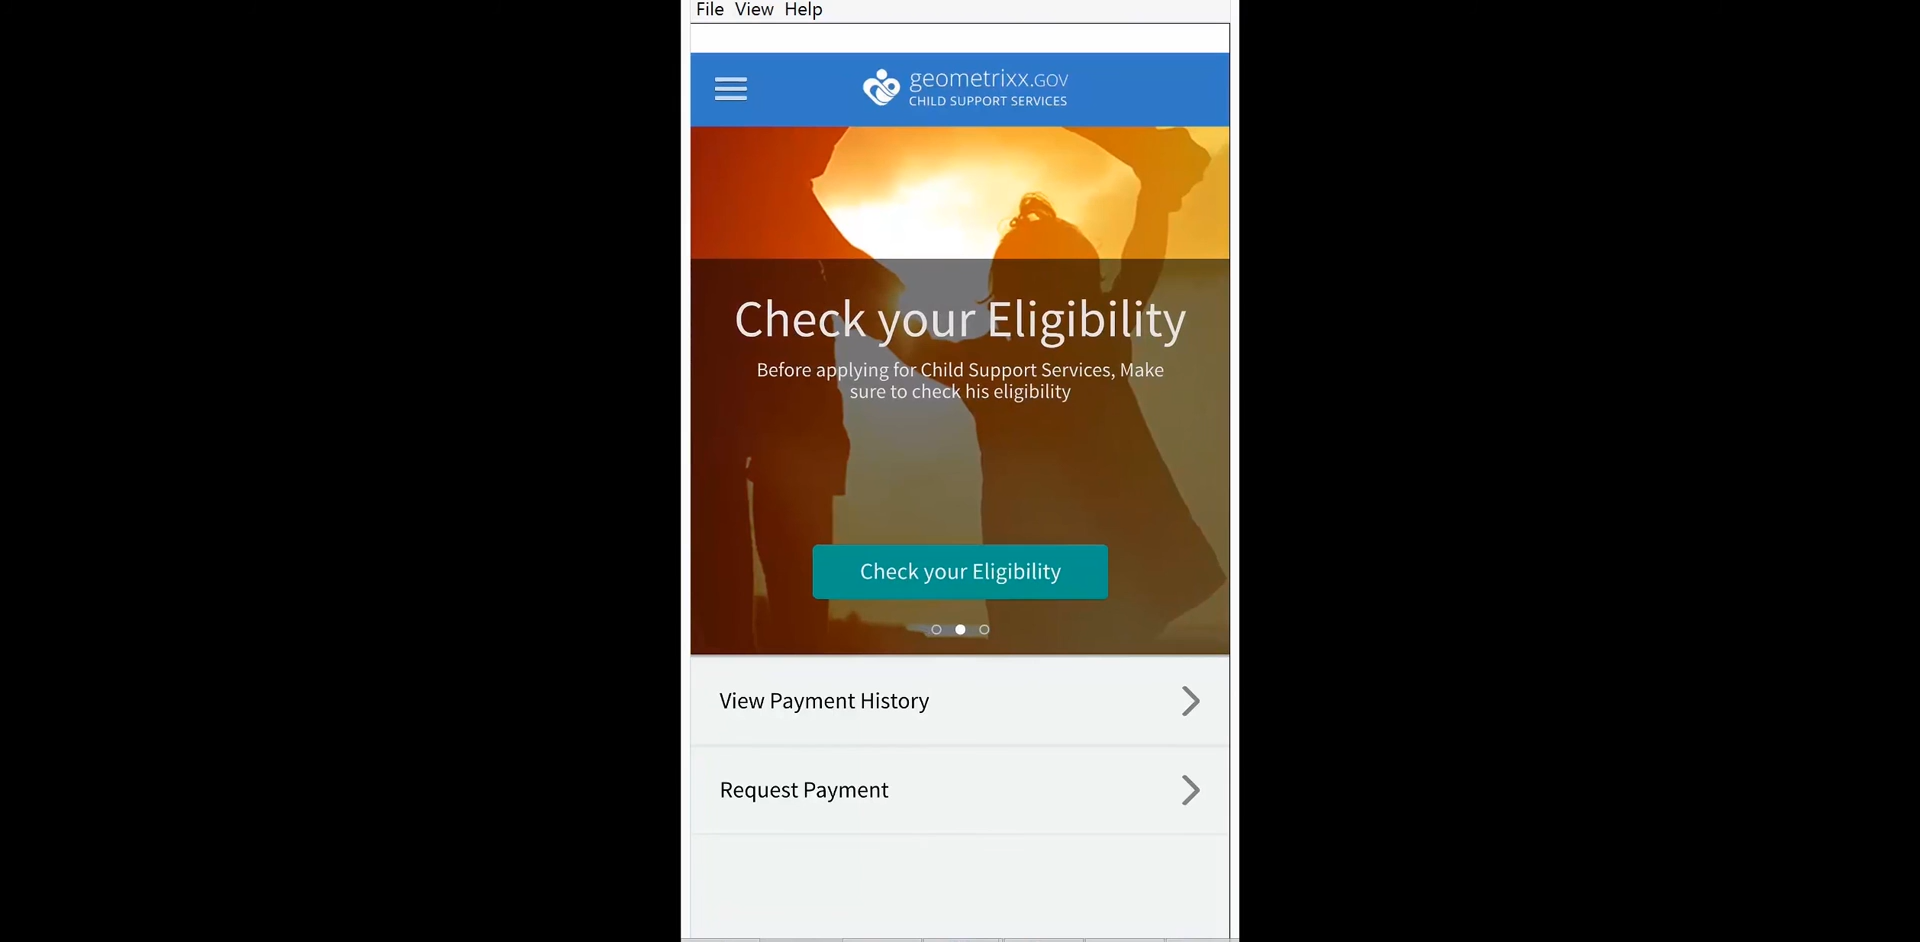 File View Help
geometrixx.GOV
CHILD SUPPORT SERVICES
Check your Eligibility
Before applying for Child Support Services, Make
sure to check his eligibility
Check your Eligibility
View Payment History
Request Payment